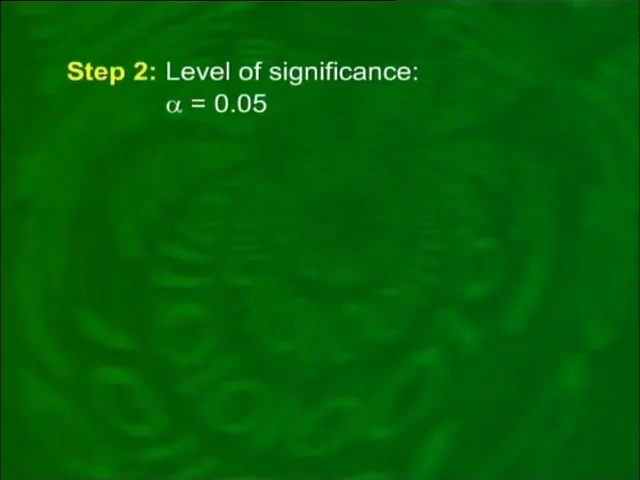 Step 2: Level of significance:
α = 0.05